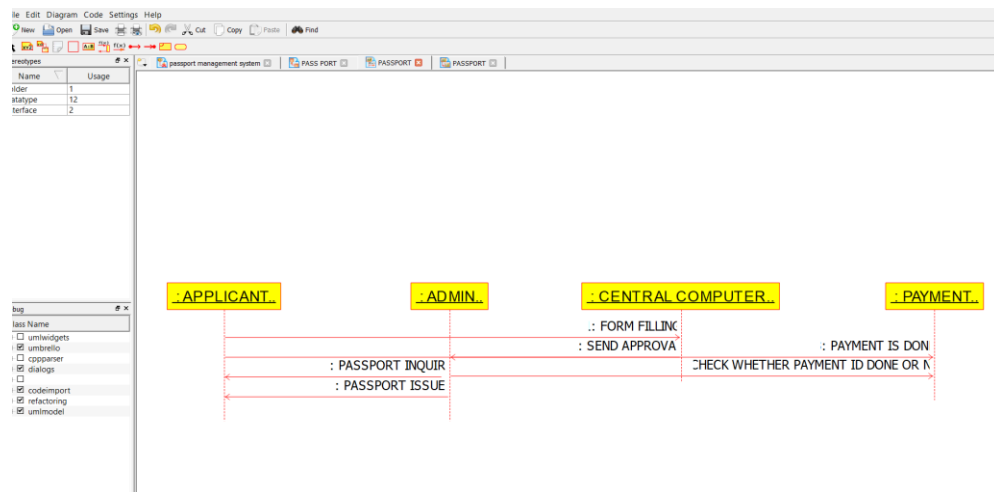 ile Edit Diagram Code Settings Help
New Open Save Cut Copy Paste Find
ereotypes
passport management system PASS PORT PASSPORT PASSPORT
Name Usage
older 1
atatype 12
terface 2
: APPLICANT.. : ADMIN.. : CENTRAL COMPUTER.. : PAYMENT..
.: FORM FILLING
: SEND APPROVA : PAYMENT IS DON
: PASSPORT INQUIR CHECK WHETHER PAYMENT ID DONE OR N
: PASSPORT ISSUE
bug
lass Name
umlwidgets
umbrello
cppparser
dialogs
codeimport
refactoring
umlmodel